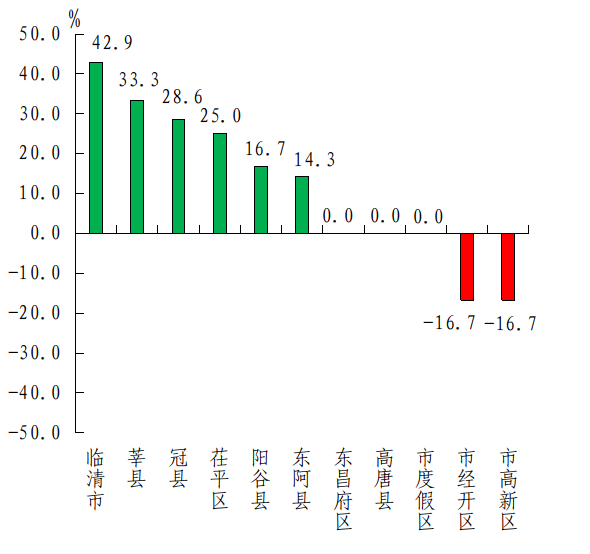 %
50.0
40.0
30.0
20.0
10.0
0.0
-10.0
-20.0
-30.0
-40.0
-50.0
42.9
33.3
28.6
25.0
16.7
14.3
0.0
0.0
0.0
-16.7
-16.7
临清市
莘县
冠县
茌平区
阳谷县
东阿县
东昌府区
高唐县
市度假区
市经开区
市高新区